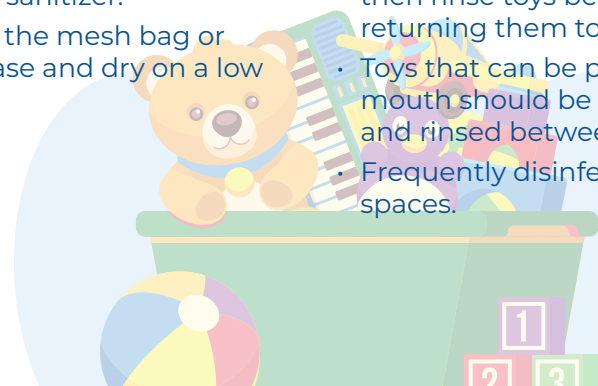 sanitizer.
the mesh bag or
ase and dry on a low
then rinse toys be
returning them to
· Toys that can be p
mouth should be
and rinsed betwee
· Frequently disinfe
spaces.
1
2 3